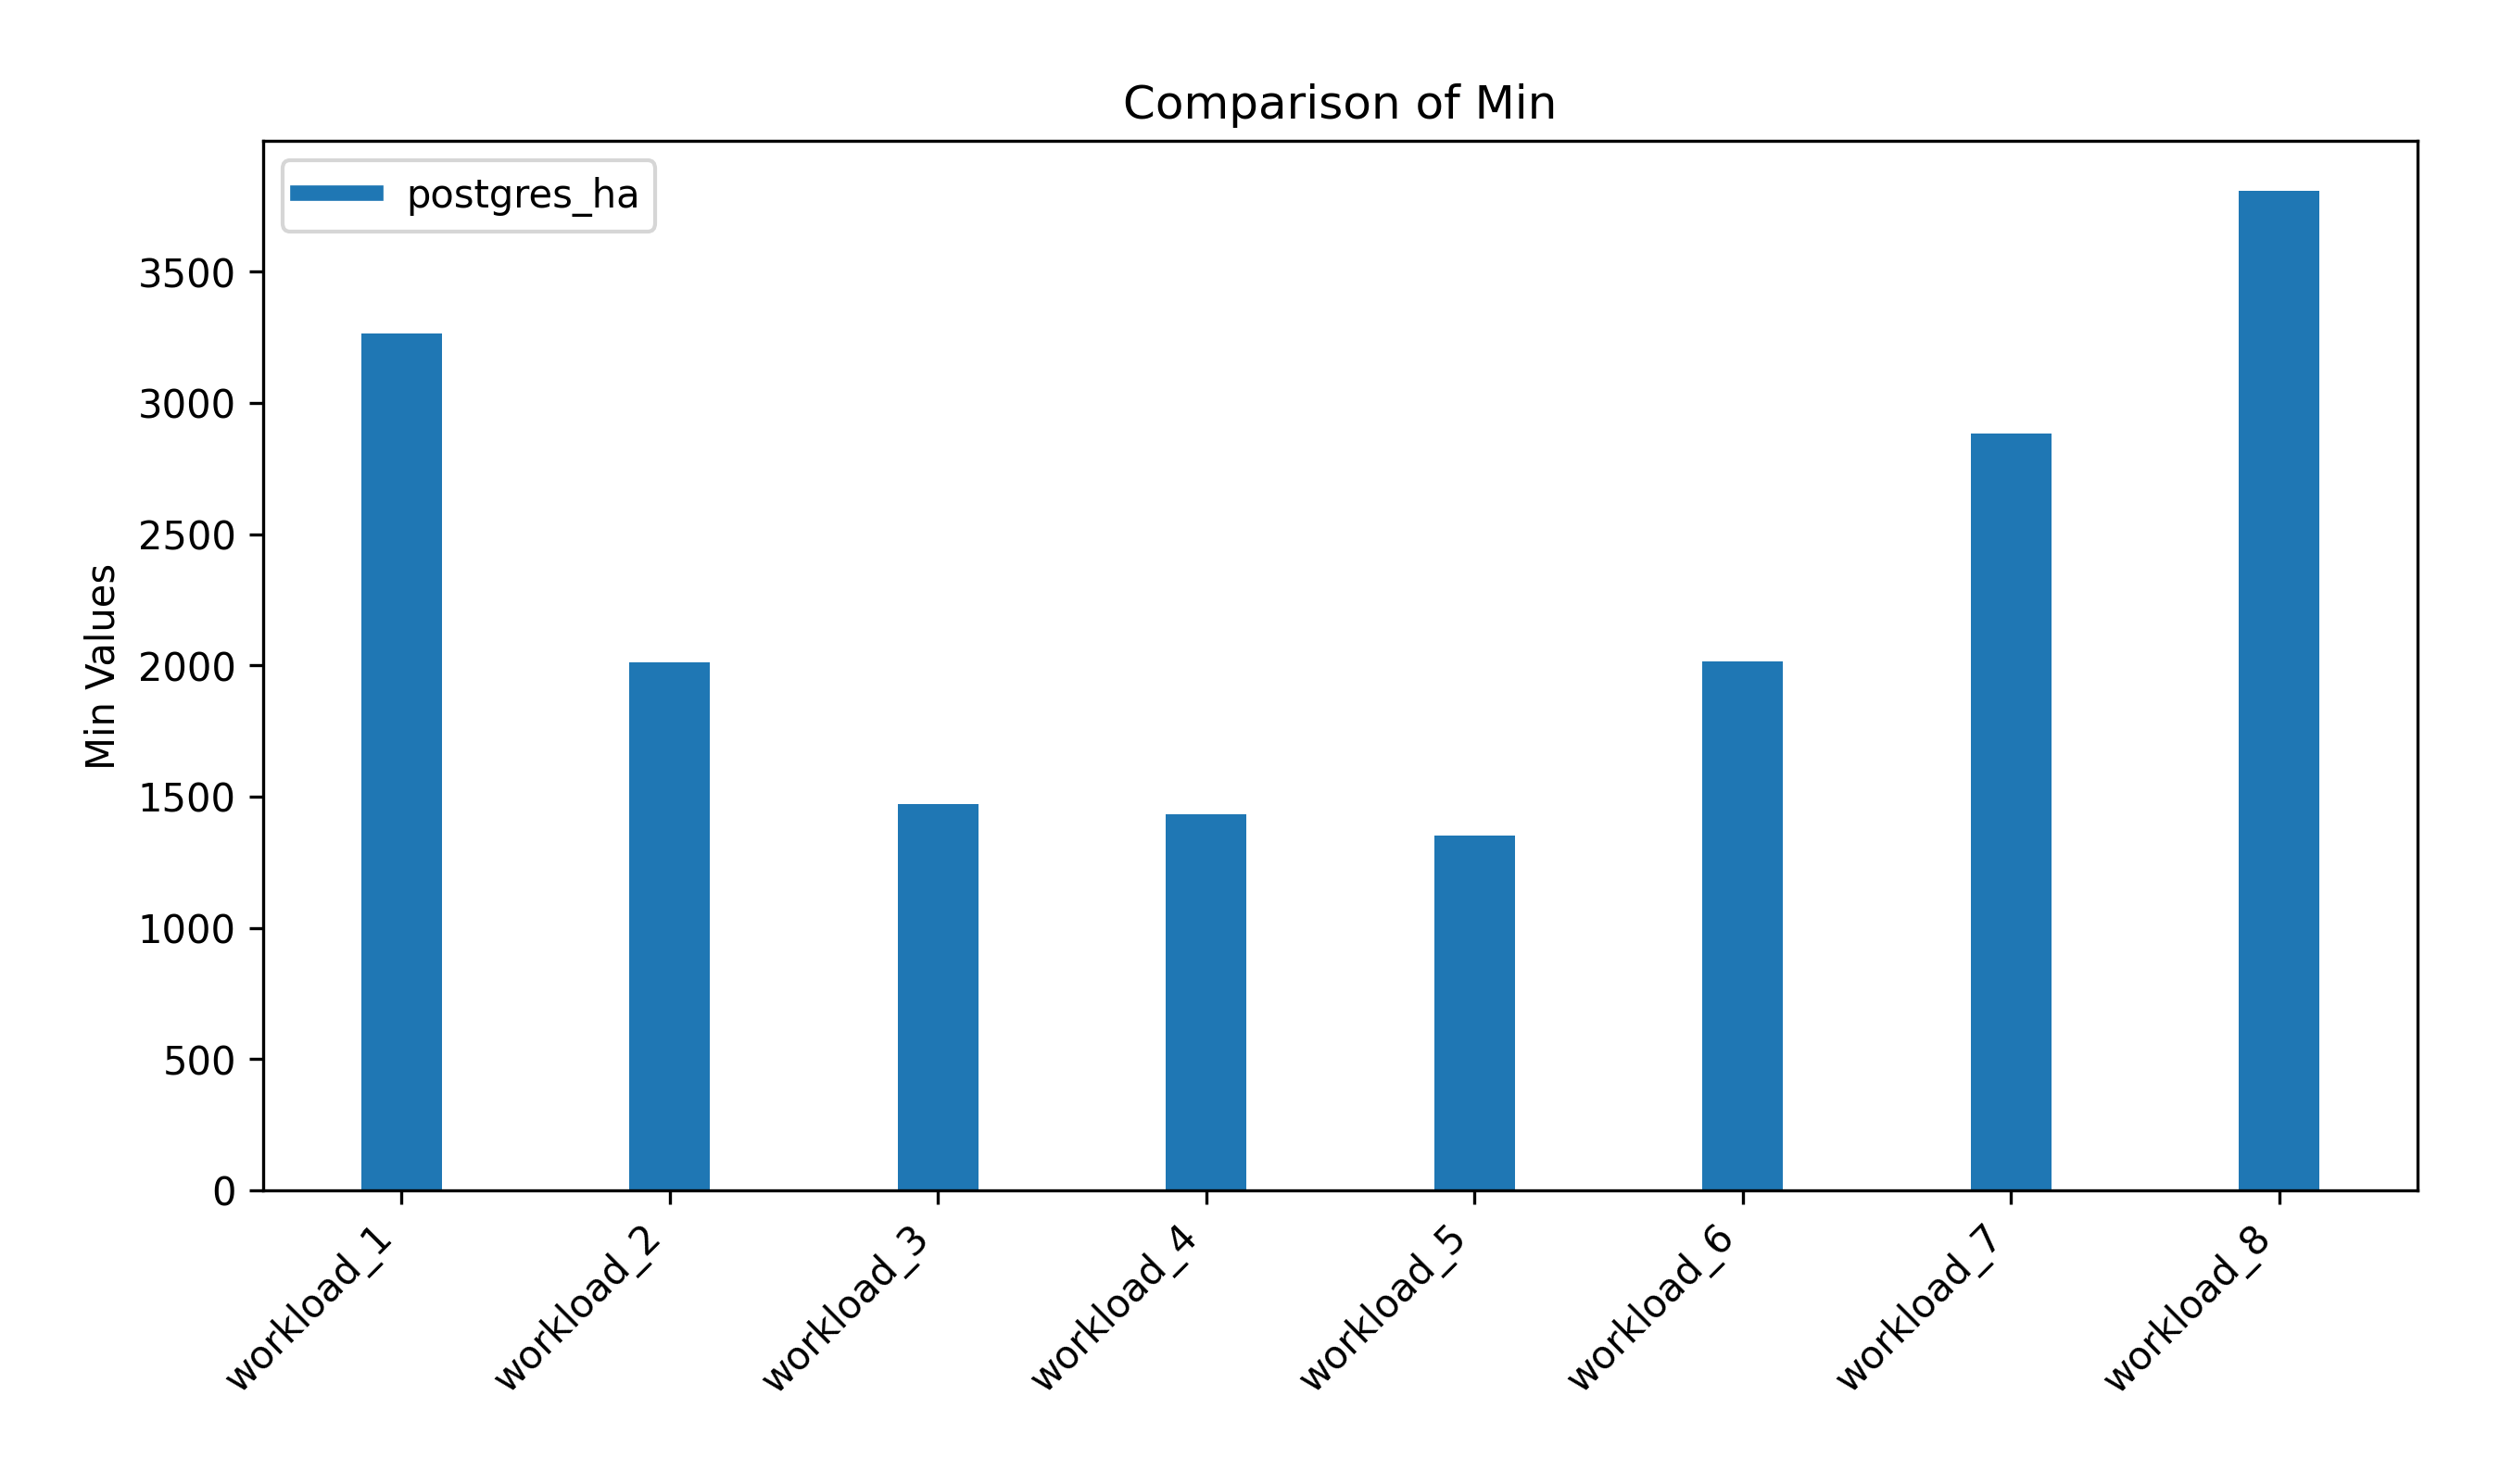 Comparison of Min
postgres_ha
Min Values
3500
3000
2500
2000
1500
1000
500
0
workload_1
workload_2
workload_3
workload_4
workload_5
workload_6
workload_7
workload_8